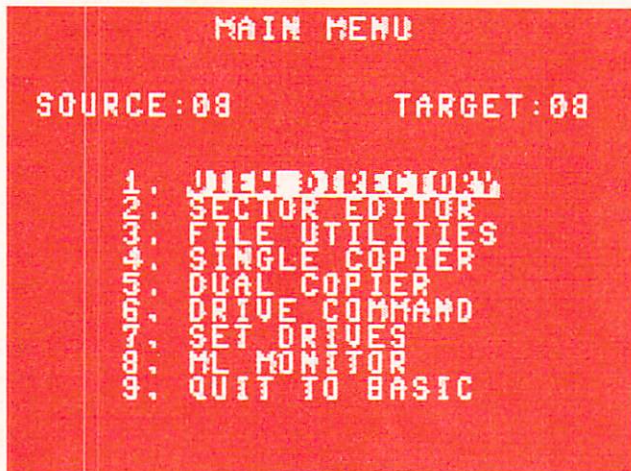 MAIN MENU
SOURCE:08 TARGET:08
1. VIEW DIRECTORY
2. SECTOR EDITOR
3. FILE UTILITIES
4. SINGLE COPIER
5. DUAL COPIER
6. DRIVE COMMAND
7. SET DRIVES
8. ML MONITOR
9. QUIT TO BASIC